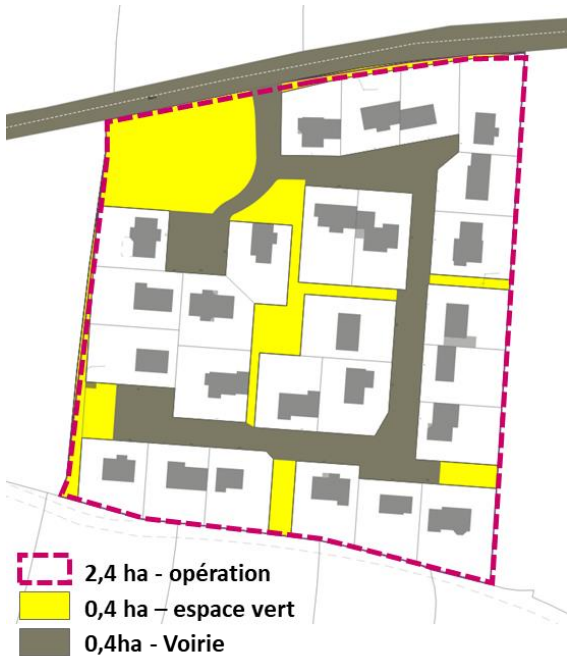 2,4 ha - opération
0,4 ha – espace vert
0,4ha - Voirie